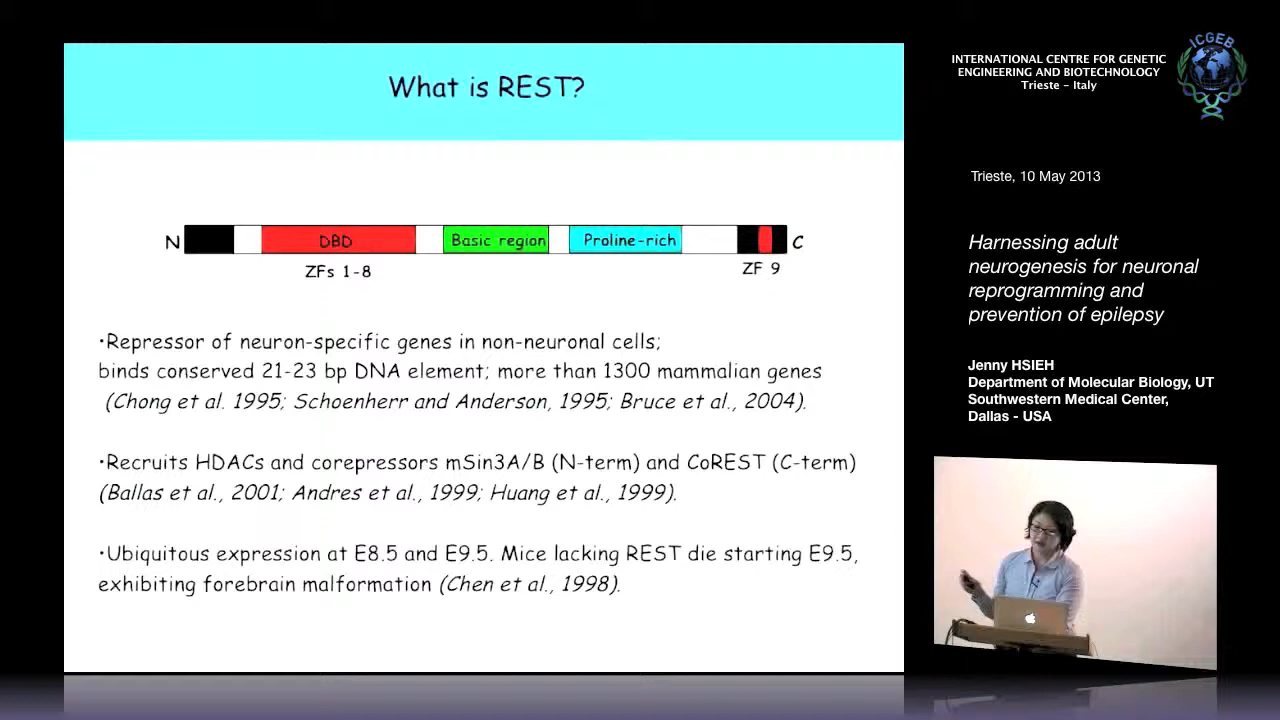 What is REST?
N
DBD
Basic region
Proline-rich
C
ZFs 1-8
ZF 9
•Repressor of neuron-specific genes in non-neuronal cells;
binds conserved 21-23 bp DNA element; more than 1300 mammalian genes
(Chong et al. 1995; Schoenherr and Anderson, 1995; Bruce et al., 2004).
•Recruits HDACs and corepressors mSin3A/B (N-term) and CoREST (C-term)
(Ballas et al., 2001; Andres et al., 1999; Huang et al., 1999).
•Ubiquitous expression at E8.5 and E9.5. Mice lacking REST die starting E9.5,
exhibiting forebrain malformation (Chen et al., 1998).
INTERNATIONAL CENTRE FOR GENETIC
ENGINEERING AND BIOTECHNOLOGY
Trieste - Italy
ICGEB
Trieste, 10 May 2013
Harnessing adult
neurogenesis for neuronal
reprogramming and
prevention of epilepsy
Jenny HSIEH
Department of Molecular Biology, UT
Southwestern Medical Center,
Dallas - USA